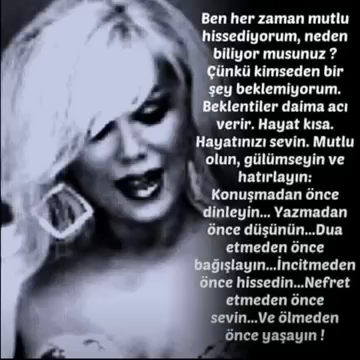 Ben her zaman mutlu
hissediyorum, neden
biliyor musunuz ?
Çünkü kimseden bir
şey beklemiyorum.
Beklentiler daima acı
verir. Hayat kısa.
Hayatınızı sevin. Mutlu
olun, gülümseyin ve
hatırlayın:
Konuşmadan önce
dinleyin... Yazmadan
önce düşünün...Dua
etmeden önce
bağışlayın...İncitmeden
önce hissedin...Nefret
etmeden önce
sevin...Ve ölmeden
önce yaşayın !